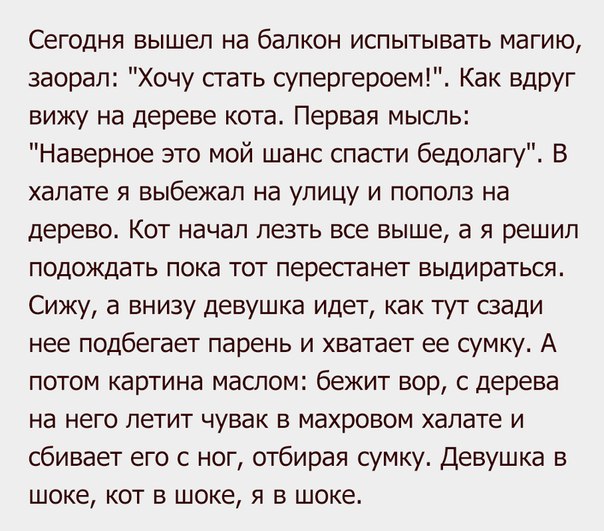 Сегодня вышел на балкон испытывать магию,
заорал: "Хочу стать супергероем!". Как вдруг
вижу на дереве кота. Первая мысль:
"Наверное это мой шанс спасти бедолагу". В
халате я выбежал на улицу и пополз на
дерево. Кот начал лезть все выше, а я решил
подождать пока тот перестанет выдираться.
Сижу, а внизу девушка идет, как тут сзади
нее подбегает парень и хватает ее сумку. А
потом картина маслом: бежит вор, с дерева
на него летит чувак в махровом халате и
сбивает его с ног, отбирая сумку. Девушка в
шоке, кот в шоке, я в шоке.